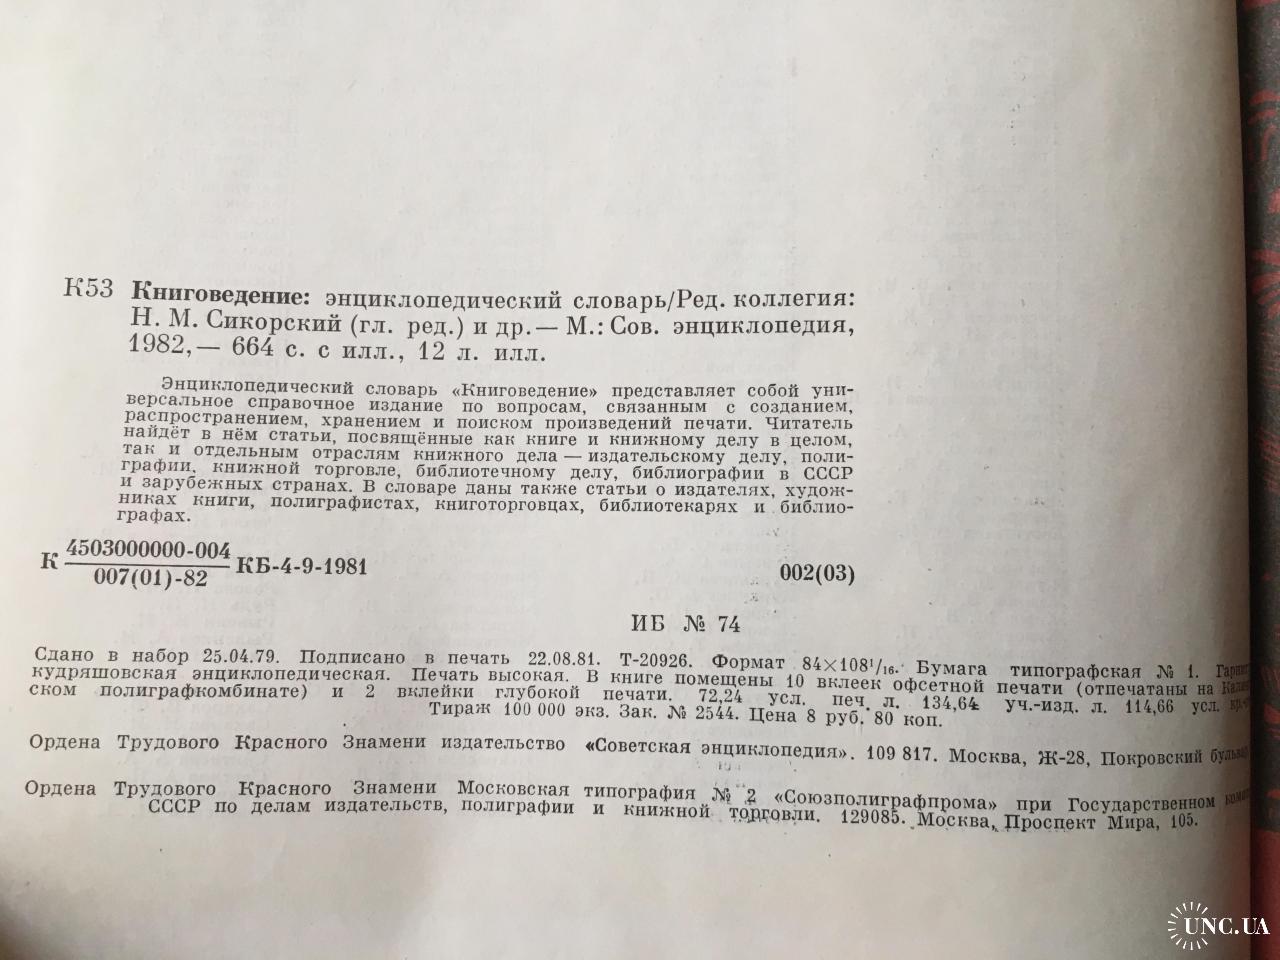 К53 Книговедение: энциклопедический словарь/Ред. коллегия:
Н. М. Сикорский (гл. ред.) и др.— М.: Сов. энциклопедия,
1982,— 664 с. с илл., 12 л. илл.
Энциклопедический словарь «Книговедение» представляет собой уни-
версальное справочное издание по вопросам, связанным с созданием,
распространением, хранением и поиском произведений печати. Читатель
найдёт в нём статьи, посвящённые как книге и книжному делу в целом,
так и отдельным отраслям книжного дела — издательскому делу, поли-
графии, книжной торговле, библиотечному делу, библиографии в СССР
и зарубежных странах. В словаре даны также статьи о издателях, худож-
никах книги, полиграфистах, книготорговцах, библиотекарях и библио-
графах.
К 4503000000-004 КБ-4-9-1981 002(03)
007(01)-82
ИБ № 74
Сдано в набор 25.04.79. Подписано в печать 22.08.81. Т-20926. Формат 84×108¹/₁₆. Бумага типографская № 1.
кудряшовская энциклопедическая. Печать высокая. В книге помещены 10 вклеек офсетной печати (отпечатаны на
ском полиграфкомбинате) и 2 вклейки глубокой печати. 72,24 усл. печ. л. 134,64 уч.-изд. л. 114,66 усл.
Тираж 100 000 экз. Зак. № 2544. Цена 8 руб. 80 коп.
Ордена Трудового Красного Знамени издательство «Советская энциклопедия». 109 817. Москва, Ж-28, Покровский
Ордена Трудового Красного Знамени Московская типография № 2 «Союзполиграфпрома» при Государственном
СССР по делам издательств, полиграфии и книжной торговли. 129085. Москва, Проспект Мира, 105.
UNC.UA